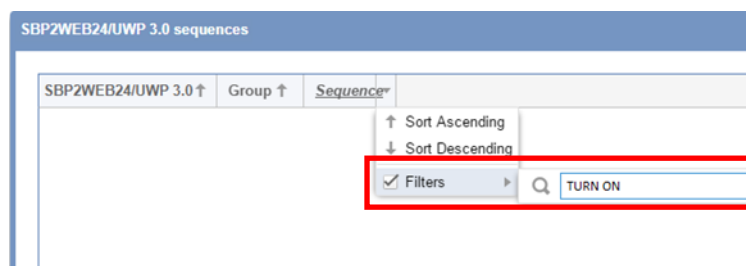 SBP2WEB24/UWP 3.0 sequences
SBP2WEB24/UWP 3.0 Group Sequence
Sort Ascending
Sort Descending
Filters TURN ON